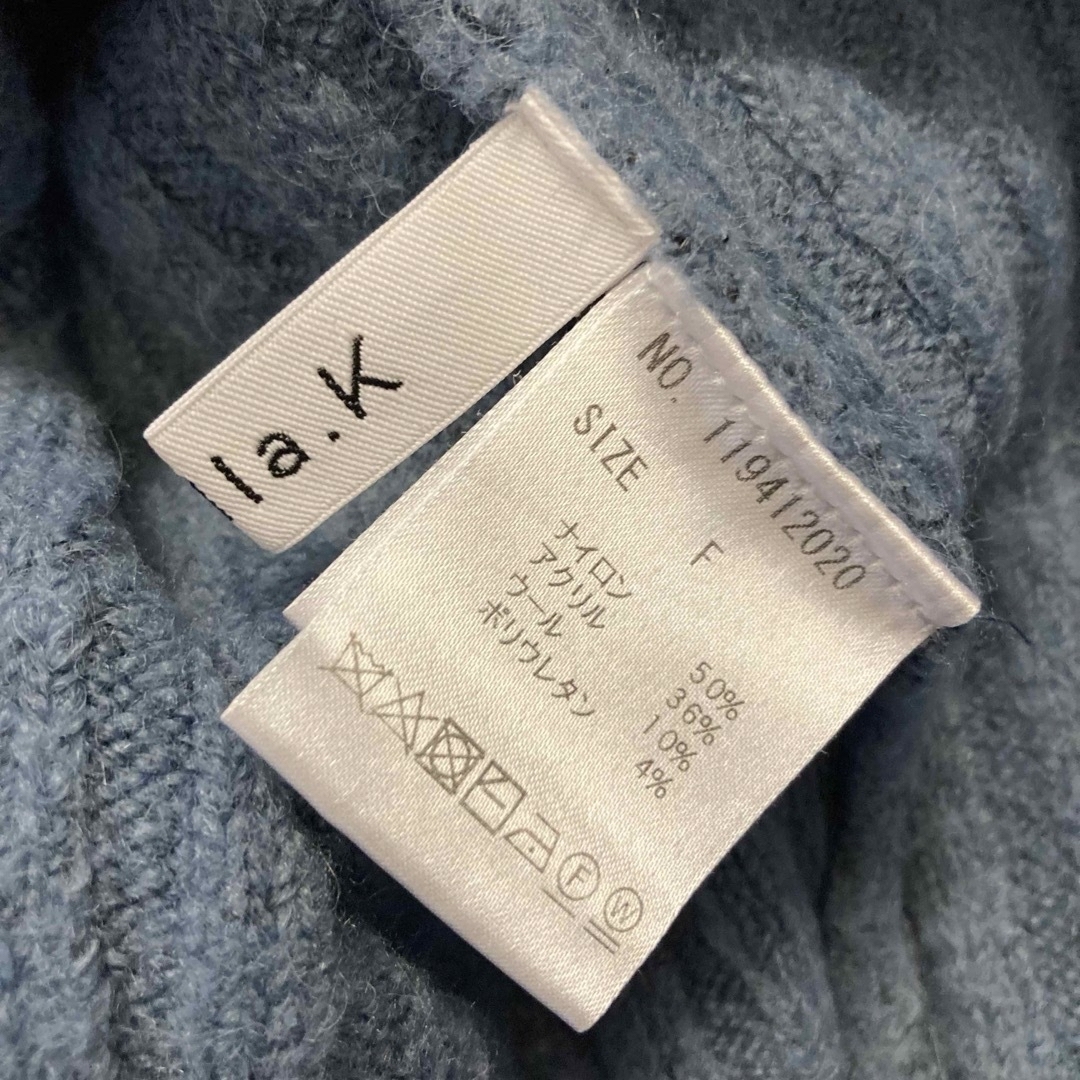 la.K
NO. 119412020
SIZE F
ナイロン 50%
アクリル 36%
ウール 10%
ポリウレタン 4%
F
W